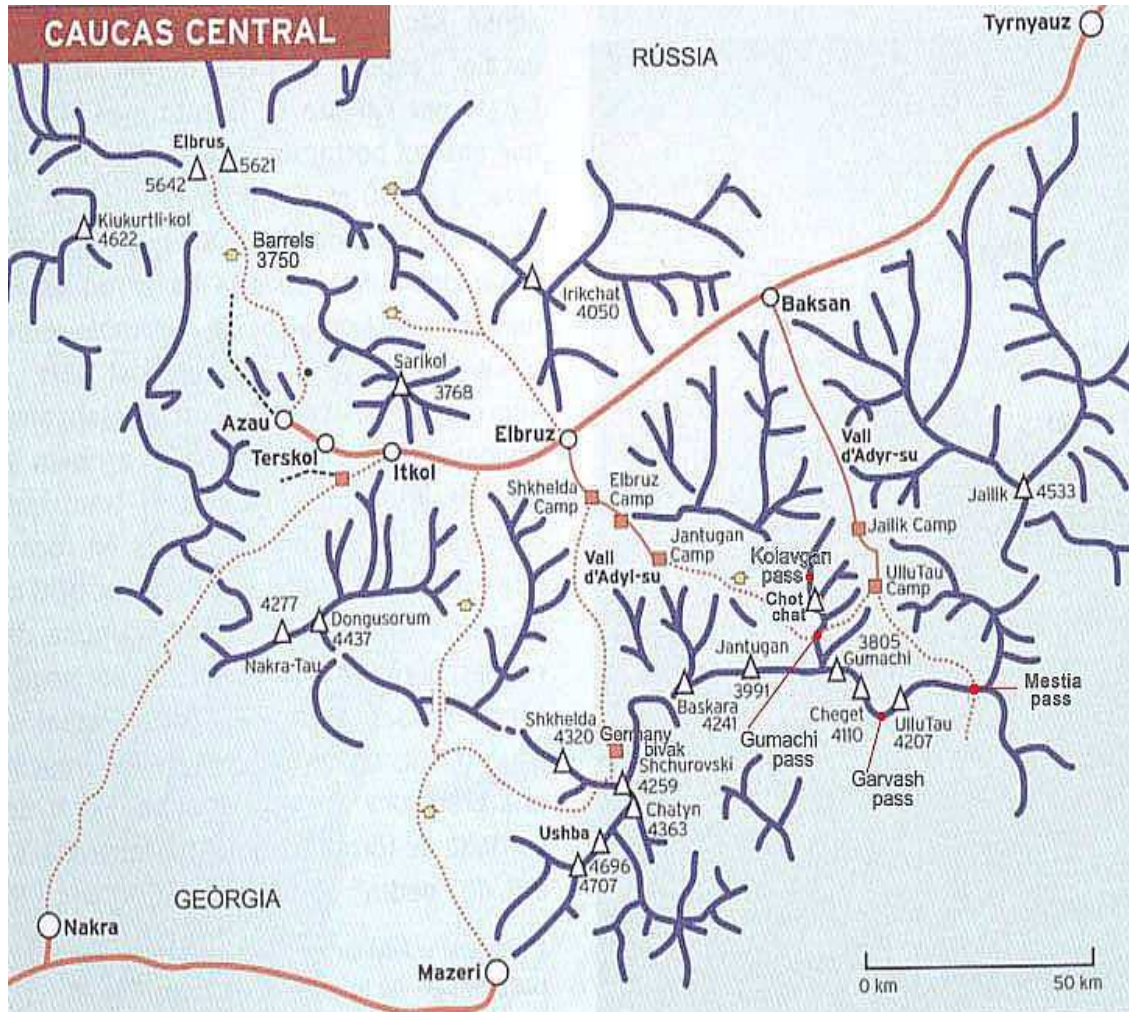 CAUCAS CENTRAL
RÚSSIA
Tyrnyauz
Elbrus
5621
5642
Kiukurtli-kol
4622
Barrels
3750
Irikchat
4050
Baksan
Sarikol
3768
Azau
Terskol
Itkol
Elbruz
Vall
d'Adyr-su
Jailik
4533
Shkhelda
Camp
Elbruz
Camp
Jantugan
Camp
Vall
d'Adyl-su
Koiavgan
pass
Jailik Camp
UlluTau
Camp
Chot
chat
4277
Dongusorum
4437
Nakra-Tau
Jantugan
3991
3805
Gumachi
Mestia
pass
Baskara
4241
Cheget
4110
UlluTau
4207
Gumachi
pass
Garvash
pass
Shkhelda
4320
Germany
bivak
Shchurovski
4259
Chatyn
4363
Ushba
4696
4707
GEÒRGIA
Nakra
Mazeri
0 km
50 km